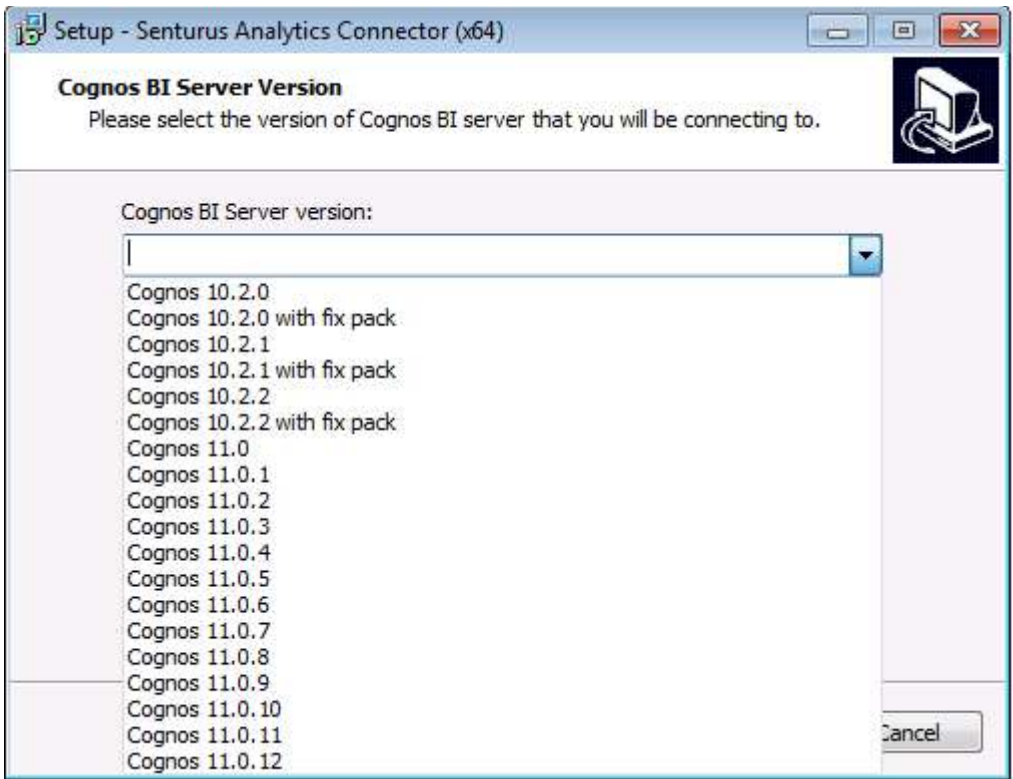 Setup - Senturus Analytics Connector (x64)
Cognos BI Server Version
Please select the version of Cognos BI server that you will be connecting to.
Cognos BI Server version:
Cognos 10.2.0
Cognos 10.2.0 with fix pack
Cognos 10.2.1
Cognos 10.2.1 with fix pack
Cognos 10.2.2
Cognos 10.2.2 with fix pack
Cognos 11.0
Cognos 11.0.1
Cognos 11.0.2
Cognos 11.0.3
Cognos 11.0.4
Cognos 11.0.5
Cognos 11.0.6
Cognos 11.0.7
Cognos 11.0.8
Cognos 11.0.9
Cognos 11.0.10
Cognos 11.0.11
Cognos 11.0.12
Cancel